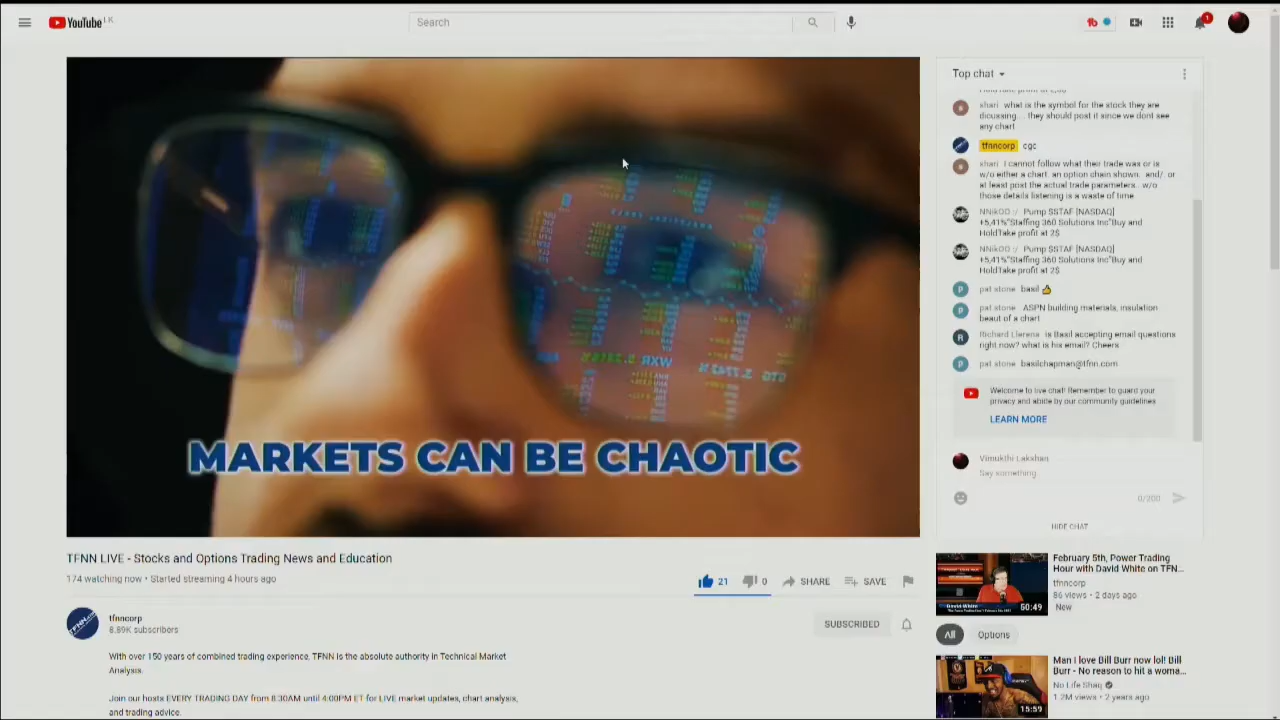 YouTube LK
Search
1
Top chat
shari what is the symbol for the stock they are
dicussing.... they should post it since we dont see
any chart
tfnncorp cgc
shari I cannot follow what their trade was or is
w/o either a chart. an option chain shown. and/. or
at least post the actual trade parameters.. w/o
those details listening is a waste of time
NNikOO :/ Pump $STAF [NASDAQ]
+5,41%"Staffing 360 Solutions Inc"Buy and
HoldTake profit at 2$
NNikOO :/ Pump $STAF [NASDAQ]
+5,41%"Staffing 360 Solutions Inc"Buy and
HoldTake profit at 2$
P pat stone basil 👍
P pat stone ASPN building materials, insulation
beaut of a chart
R Richard Llerena is Basil accepting email questions
right now? what is his email? Cheers
P pat stone basilchapman@tfnn.com
Welcome to live chat! Remember to guard your
privacy and abide by our community guidelines.
LEARN MORE
Vimukthi Lakshan
Say something...
0/200
HIDE CHAT
WXR
MARKETS CAN BE CHAOTIC
TFNN LIVE - Stocks and Options Trading News and Education
174 watching now • Started streaming 4 hours ago
21 0 SHARE SAVE
tfnncorp
8.89K subscribers
SUBSCRIBED
With over 150 years of combined trading experience, TFNN is the absolute authority in Technical Market
Analysis.
Join our hosts EVERY TRADING DAY from 8:30AM until 4:00PM ET for LIVE market updates, chart analysis,
and trading advice.
February 5th, Power Trading
Hour with David White on TFN...
tfnncorp
86 views • 2 days ago
New
David White
50:49
All Options
Man I love Bill Burr now lol! Bill
Burr - No reason to hit a woma...
No Life Shaq
1.2M views • 2 years ago
15:59